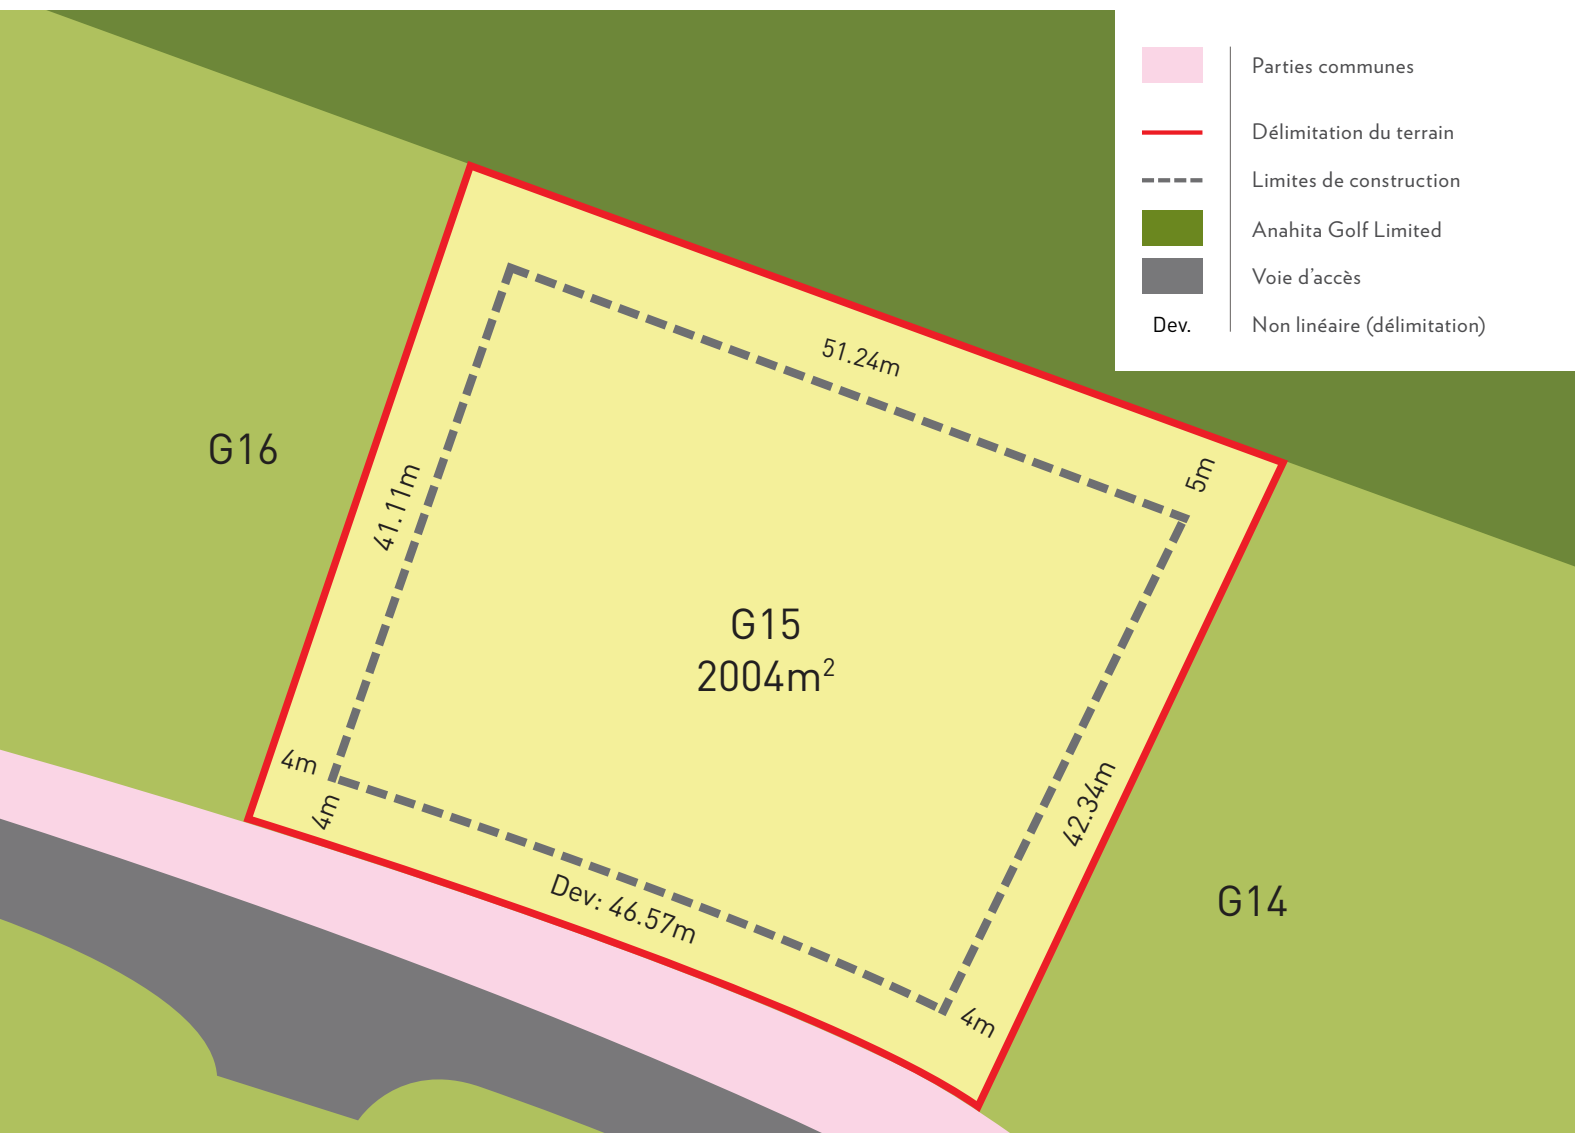 Parties communes
Délimitation du terrain
Limites de construction
Anahita Golf Limited
Voie d'accès
Dev. Non linéaire (délimitation)
51.24m
G16
5m
41.11m
G15
2004m²
4m
4m
42.34m
Dev: 46.57m
G14
4m